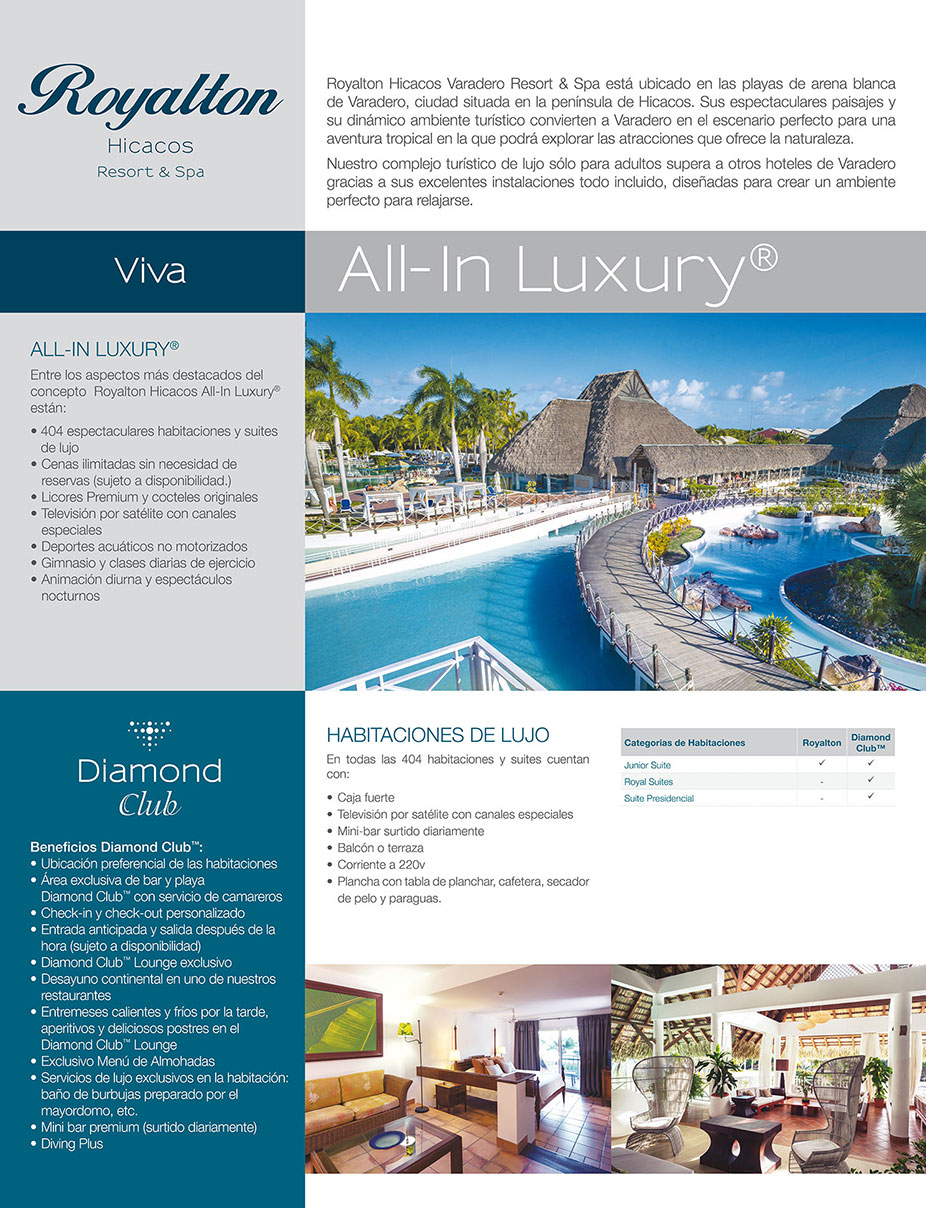 Royalton
Hicacos
Resort & Spa
Royalton Hicacos Varadero Resort & Spa está ubicado en las playas de arena blanca
de Varadero, ciudad situada en la península de Hicacos. Sus espectaculares paisajes y
su dinámico ambiente turístico convierten a Varadero en el escenario perfecto para una
aventura tropical en la que podrá explorar las atracciones que ofrece la naturaleza.
Nuestro complejo turístico de lujo sólo para adultos supera a otros hoteles de Varadero
gracias a sus excelentes instalaciones todo incluido, diseñadas para crear un ambiente
perfecto para relajarse.
Viva
All-In Luxury®
ALL-IN LUXURY®
Entre los aspectos más destacados del
concepto Royalton Hicacos All-In Luxury®
están:
• 404 espectaculares habitaciones y suites
de lujo
• Cenas ilimitadas sin necesidad de
reservas (sujeto a disponibilidad.)
• Licores Premium y cocteles originales
• Televisión por satélite con canales
especiales
• Deportes acuáticos no motorizados
• Gimnasio y clases diarias de ejercicio
• Animación diurna y espectáculos
nocturnos
Diamond
Club
Beneficios Diamond Club™:
• Ubicación preferencial de las habitaciones
• Área exclusiva de bar y playa
Diamond Club™ con servicio de camareros
• Check-in y check-out personalizado
• Entrada anticipada y salida después de la
hora (sujeto a disponibilidad)
• Diamond Club™ Lounge exclusivo
• Desayuno continental en uno de nuestros
restaurantes
• Entremeses calientes y fríos por la tarde,
aperitivos y deliciosos postres en el
Diamond Club™ Lounge
• Exclusivo Menú de Almohadas
• Servicios de lujo exclusivos en la habitación:
baño de burbujas preparado por el
mayordomo, etc.
• Mini bar premium (surtido diariamente)
• Diving Plus
HABITACIONES DE LUJO
En todas las 404 habitaciones y suites cuentan
con:
• Caja fuerte
• Televisión por satélite con canales especiales
• Mini-bar surtido diariamente
• Balcón o terraza
• Corriente a 220v
• Plancha con tabla de planchar, cafetera, secador
de pelo y paraguas.
Categorias de Habitaciones Royalton Diamond Club™
Junior Suite ✓ ✓
Royal Suites - ✓
Suite Presidencial - ✓